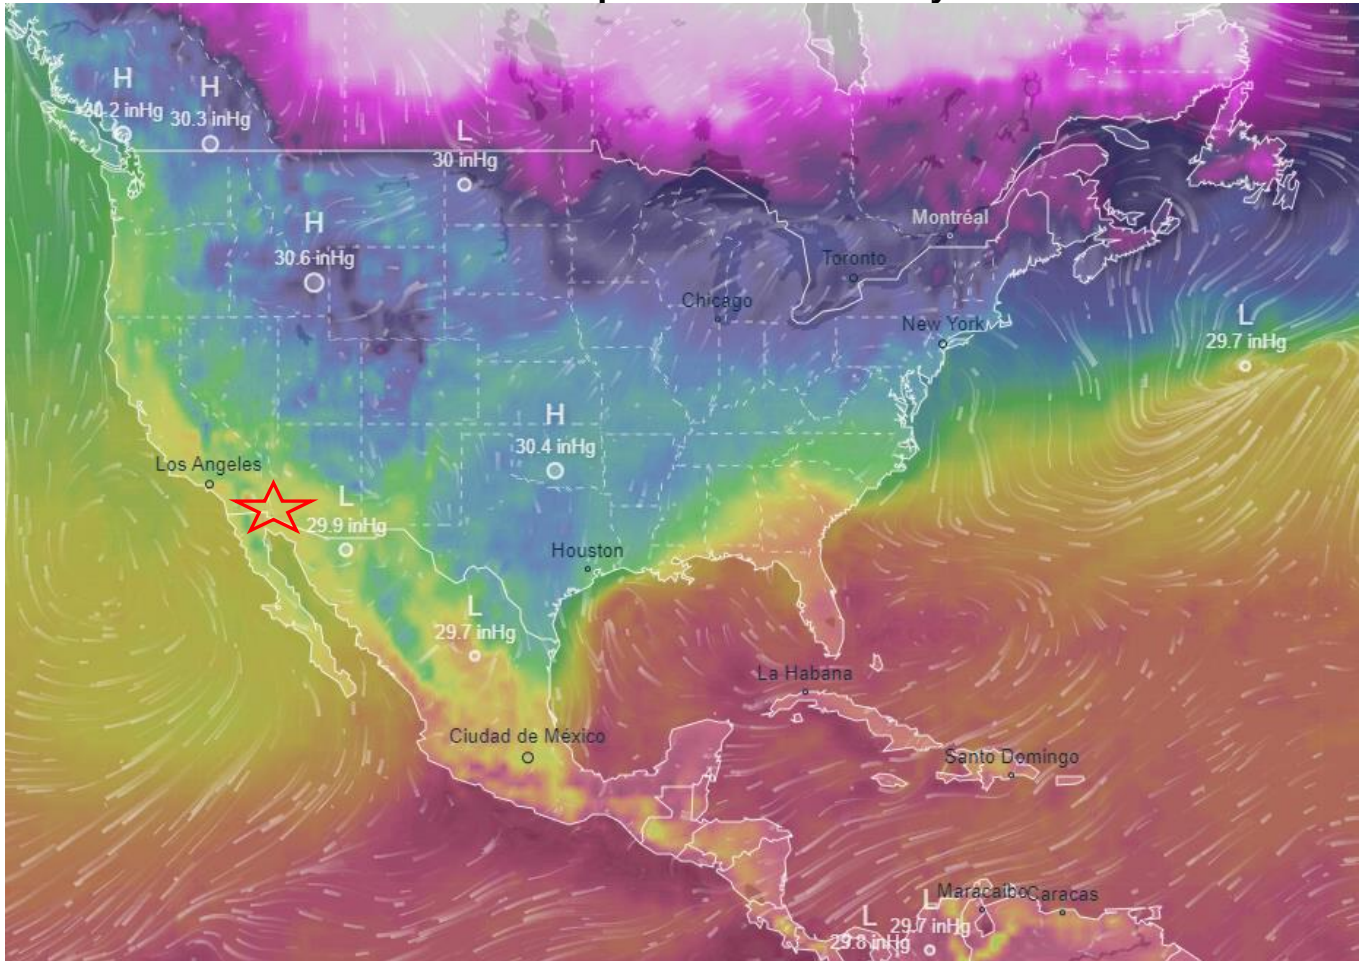 H
30.2 inHg
H
30.3 inHg
L
30 inHg
H
30.6 inHg
Montréal
Toronto
Chicago
New York
L
29.7 inHg
H
30.4 inHg
Los Angeles
L
29.9 inHg
Houston
L
29.7 inHg
La Habana
Ciudad de México
Santo Domingo
Maracaibo
Caracas
L
29.7 inHg
L
29.8 inHg